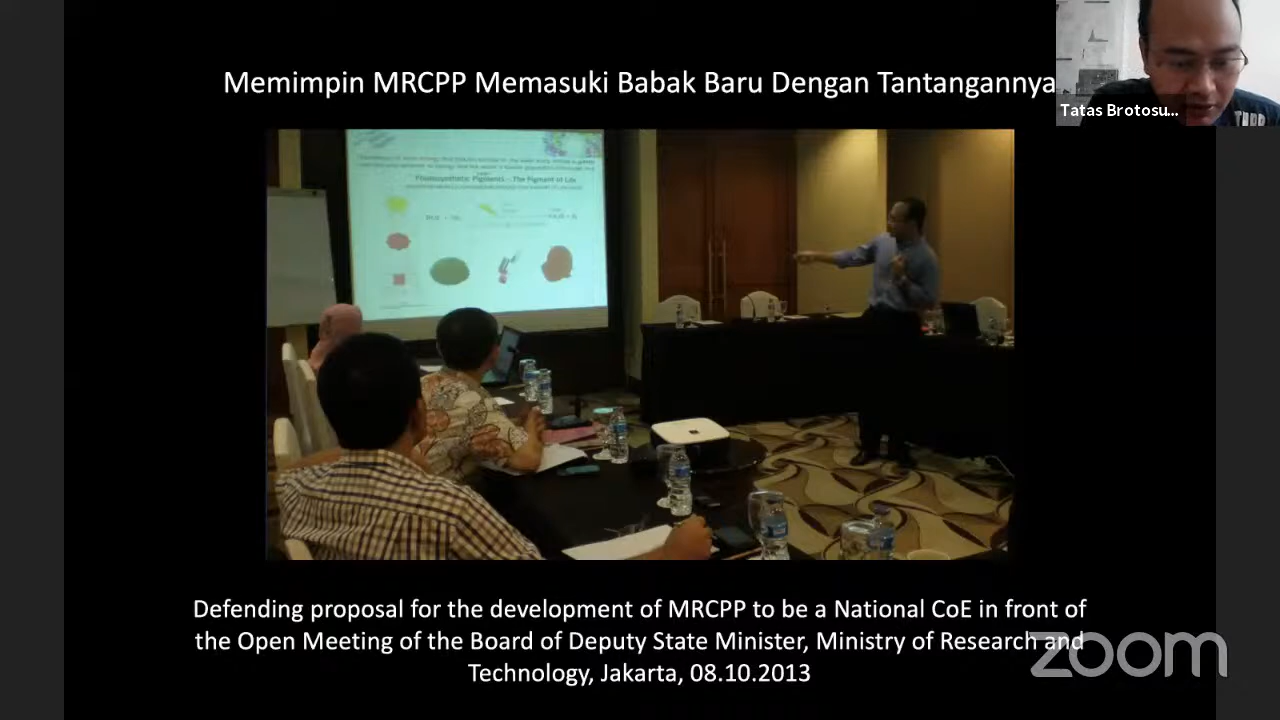 Memimpin MRCPP Memasuki Babak Baru Dengan Tantangannya
Tatas Brotosu...
Photosynthetic Pigments – The Pigment of Life
Defending proposal for the development of MRCPP to be a National CoE in front of
the Open Meeting of the Board of Deputy State Minister, Ministry of Research and
Technology, Jakarta, 08.10.2013
zoom